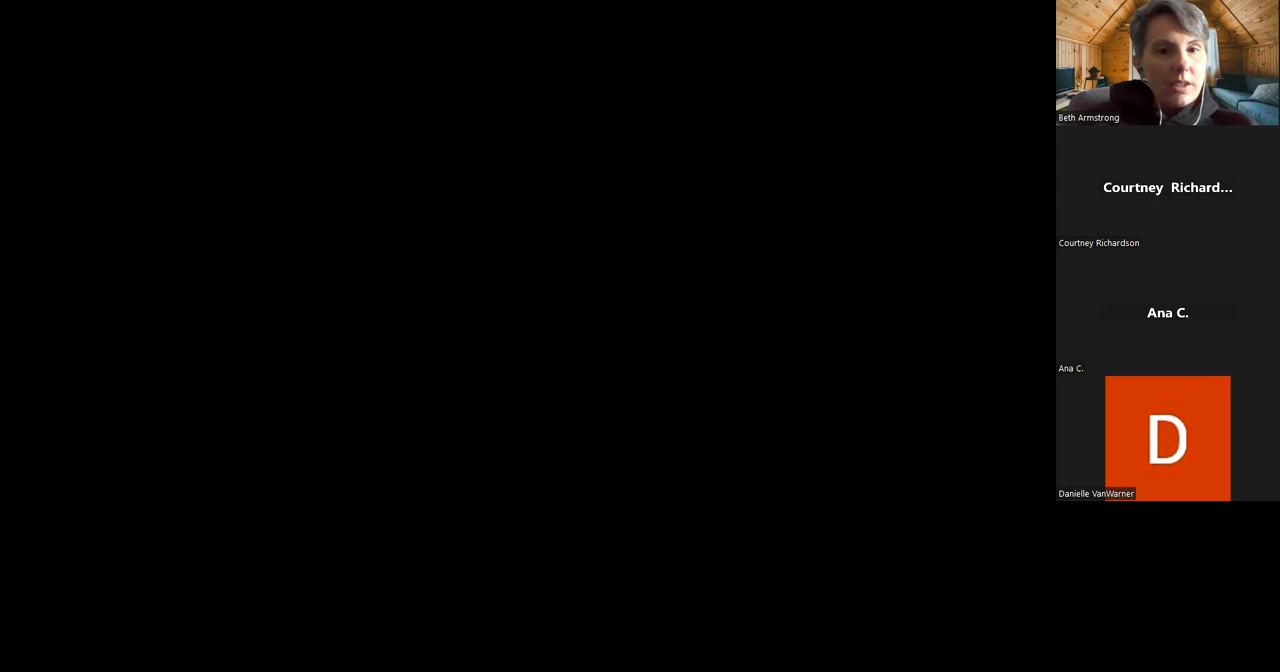 Beth Armstrong
Courtney Richard...
Courtney Richardson
Ana C.
Ana C.
D
Danielle VanWarner